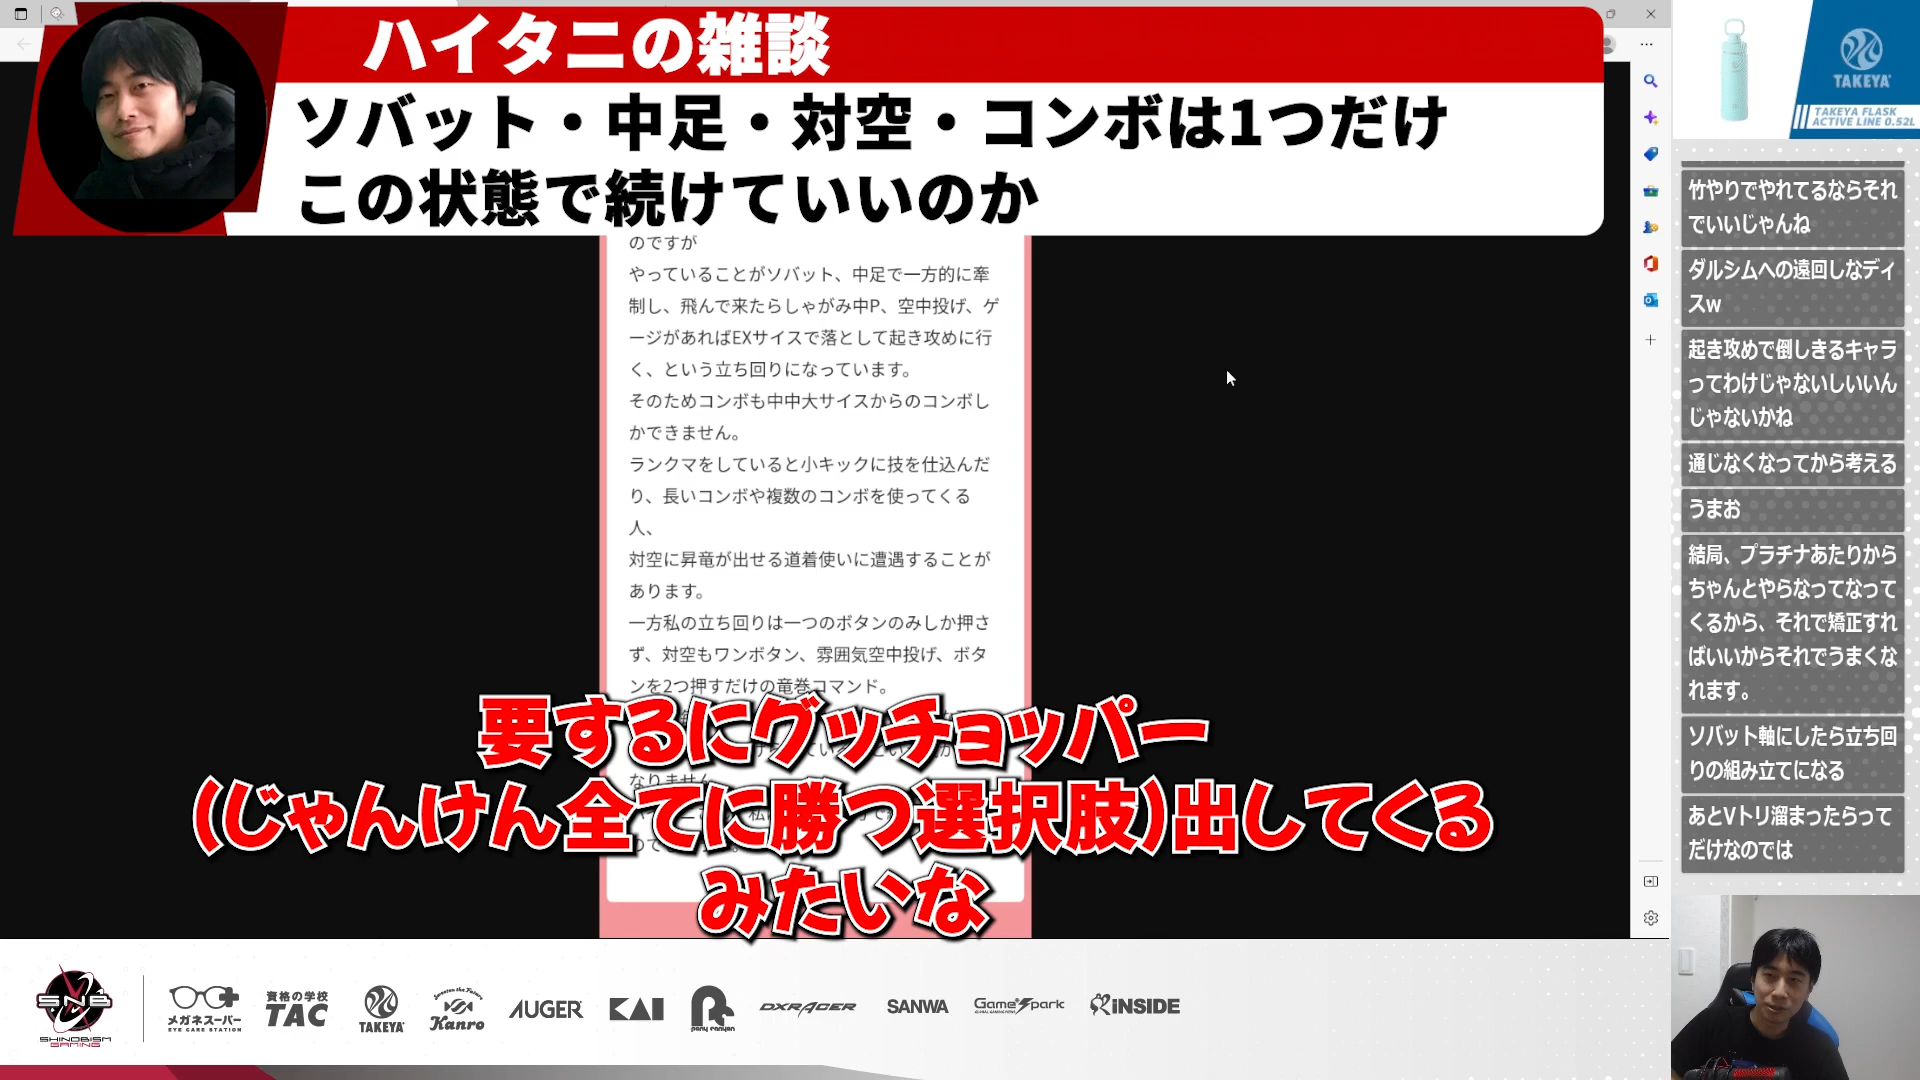 ハイタニの雑談
ソバット・中足・対空・コンボは1つだけ
この状態で続けていいのか
のですが
やっていることがソバット、中足で一方的に牽
制し、飛んで来たらしゃがみ中P、空中投げ、ゲ
ージがあればEXサイスで落として起き攻めに行
く、という立ち回りになっています。
そのためコンボも中中大サイスからのコンボし
かできません。
ランクマをしていると小キックに技を仕込んだ
り、長いコンボや複数のコンボを使ってくる
人、
対空に昇竜が出せる道着使いに遭遇することが
あります。
一方私の立ち回りは一つのボタンのみしか押さ
ず、対空もワンボタン、雰囲気空中投げ、ボタ
ンを2つ押すだけの竜巻コマンド。
なりません
要するにグッチョッパー
(じゃんけん全てに勝つ選択肢)出してくる
みたいな
TAKEYA
TAKEYA FLASK
ACTIVE LINE 0.52L
竹やりでやれてるならそれ
でいいじゃんね
ダルシムへの遠回しなディ
スw
起き攻めで倒しきるキャラ
ってわけじゃないしいいん
じゃないかね
通じなくなってから考える
うまお
結局、プラチナあたりから
ちゃんとやらなってなって
くるから、それで矯正すれ
ばいいからそれでうまくな
れます。
ソバット軸にしたら立ち回
りの組み立てになる
あとVトリ溜まったらって
だけなのでは
SNB
SHINOBISM
GAMING
メガネスーパー
EYE CARE STATION
資格の学校
TAC
TAKEYA
Sweeten the Future
Kanro
AUGER
KAI
pony canyon
DXRACER
SANWA
Game*Spark
iNSIDE